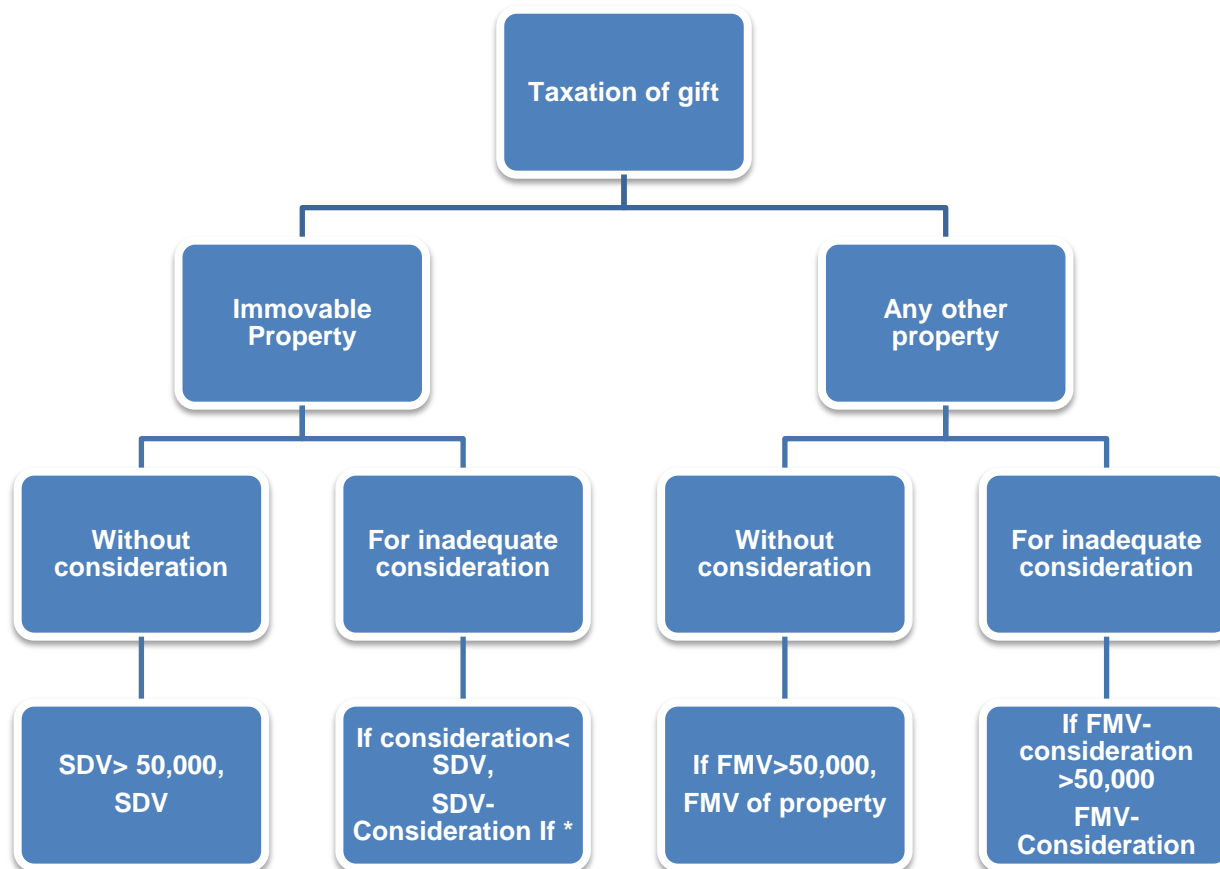 Taxation of gift
Immovable
Property
Any other
property
Without
consideration
For inadequate
consideration
Without
consideration
For inadequate
consideration
SDV> 50,000,
SDV
If consideration<
SDV,
SDV-
Consideration If *
If FMV>50,000,
FMV of property
If FMV-
consideration
>50,000
FMV-
Consideration